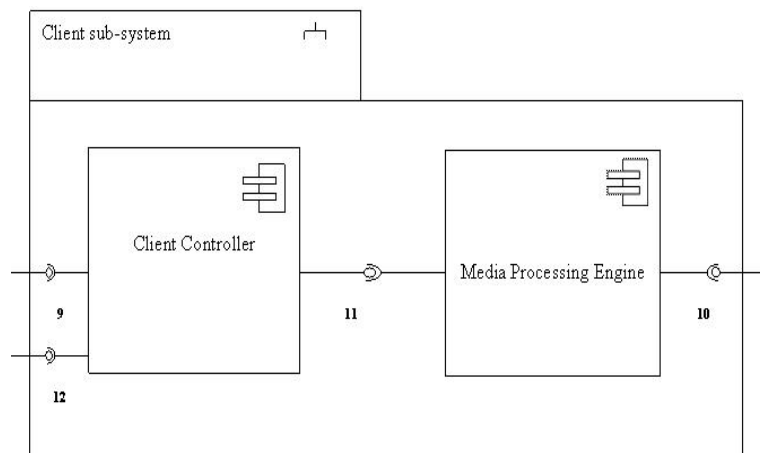 Client sub-system
Client Controller
Media Processing Engine
9
11
10
12